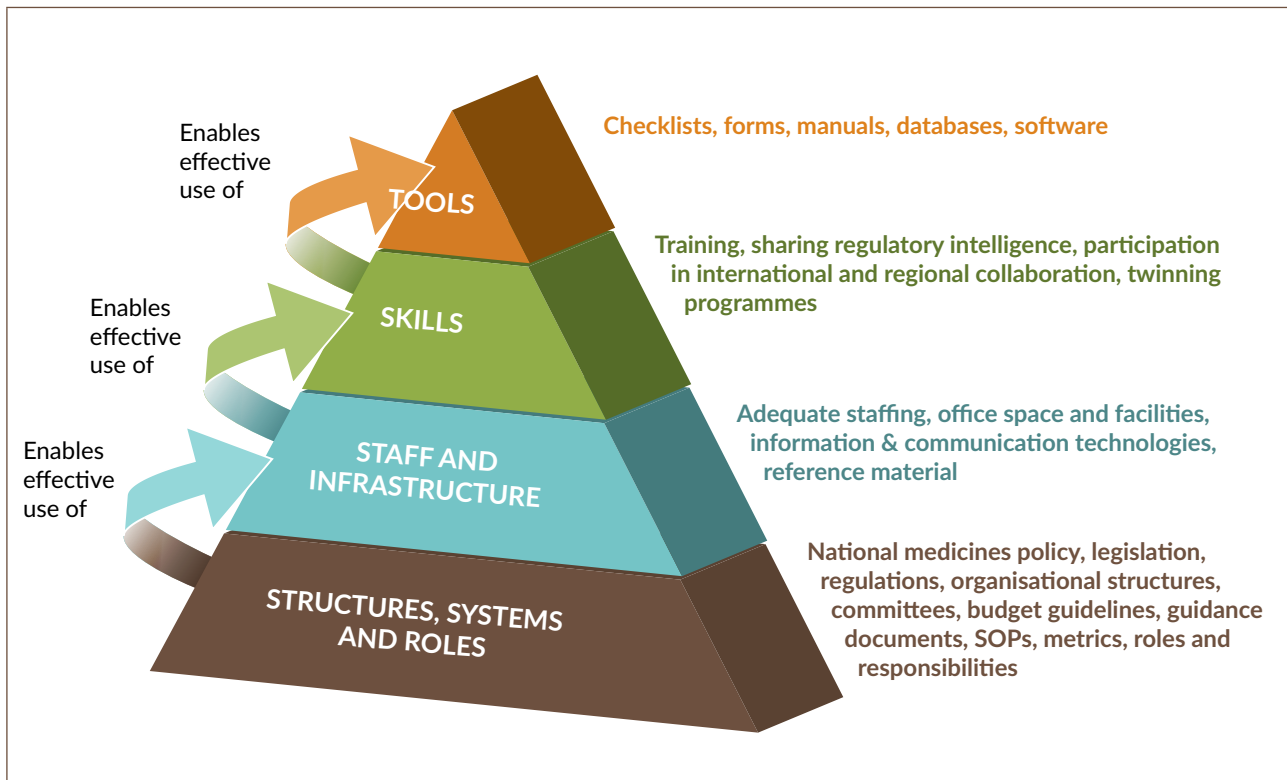 Enables
effective
use of
Checklists, forms, manuals, databases, software
TOOLS
Training, sharing regulatory intelligence, participation
in international and regional collaboration, twinning
programmes
Enables
effective
use of
SKILLS
Adequate staffing, office space and facilities,
information & communication technologies,
reference material
Enables
effective
use of
STAFF AND
INFRASTRUCTURE
National medicines policy, legislation,
regulations, organisational structures,
committees, budget guidelines, guidance
documents, SOPs, metrics, roles and
responsibilities
STRUCTURES, SYSTEMS
AND ROLES